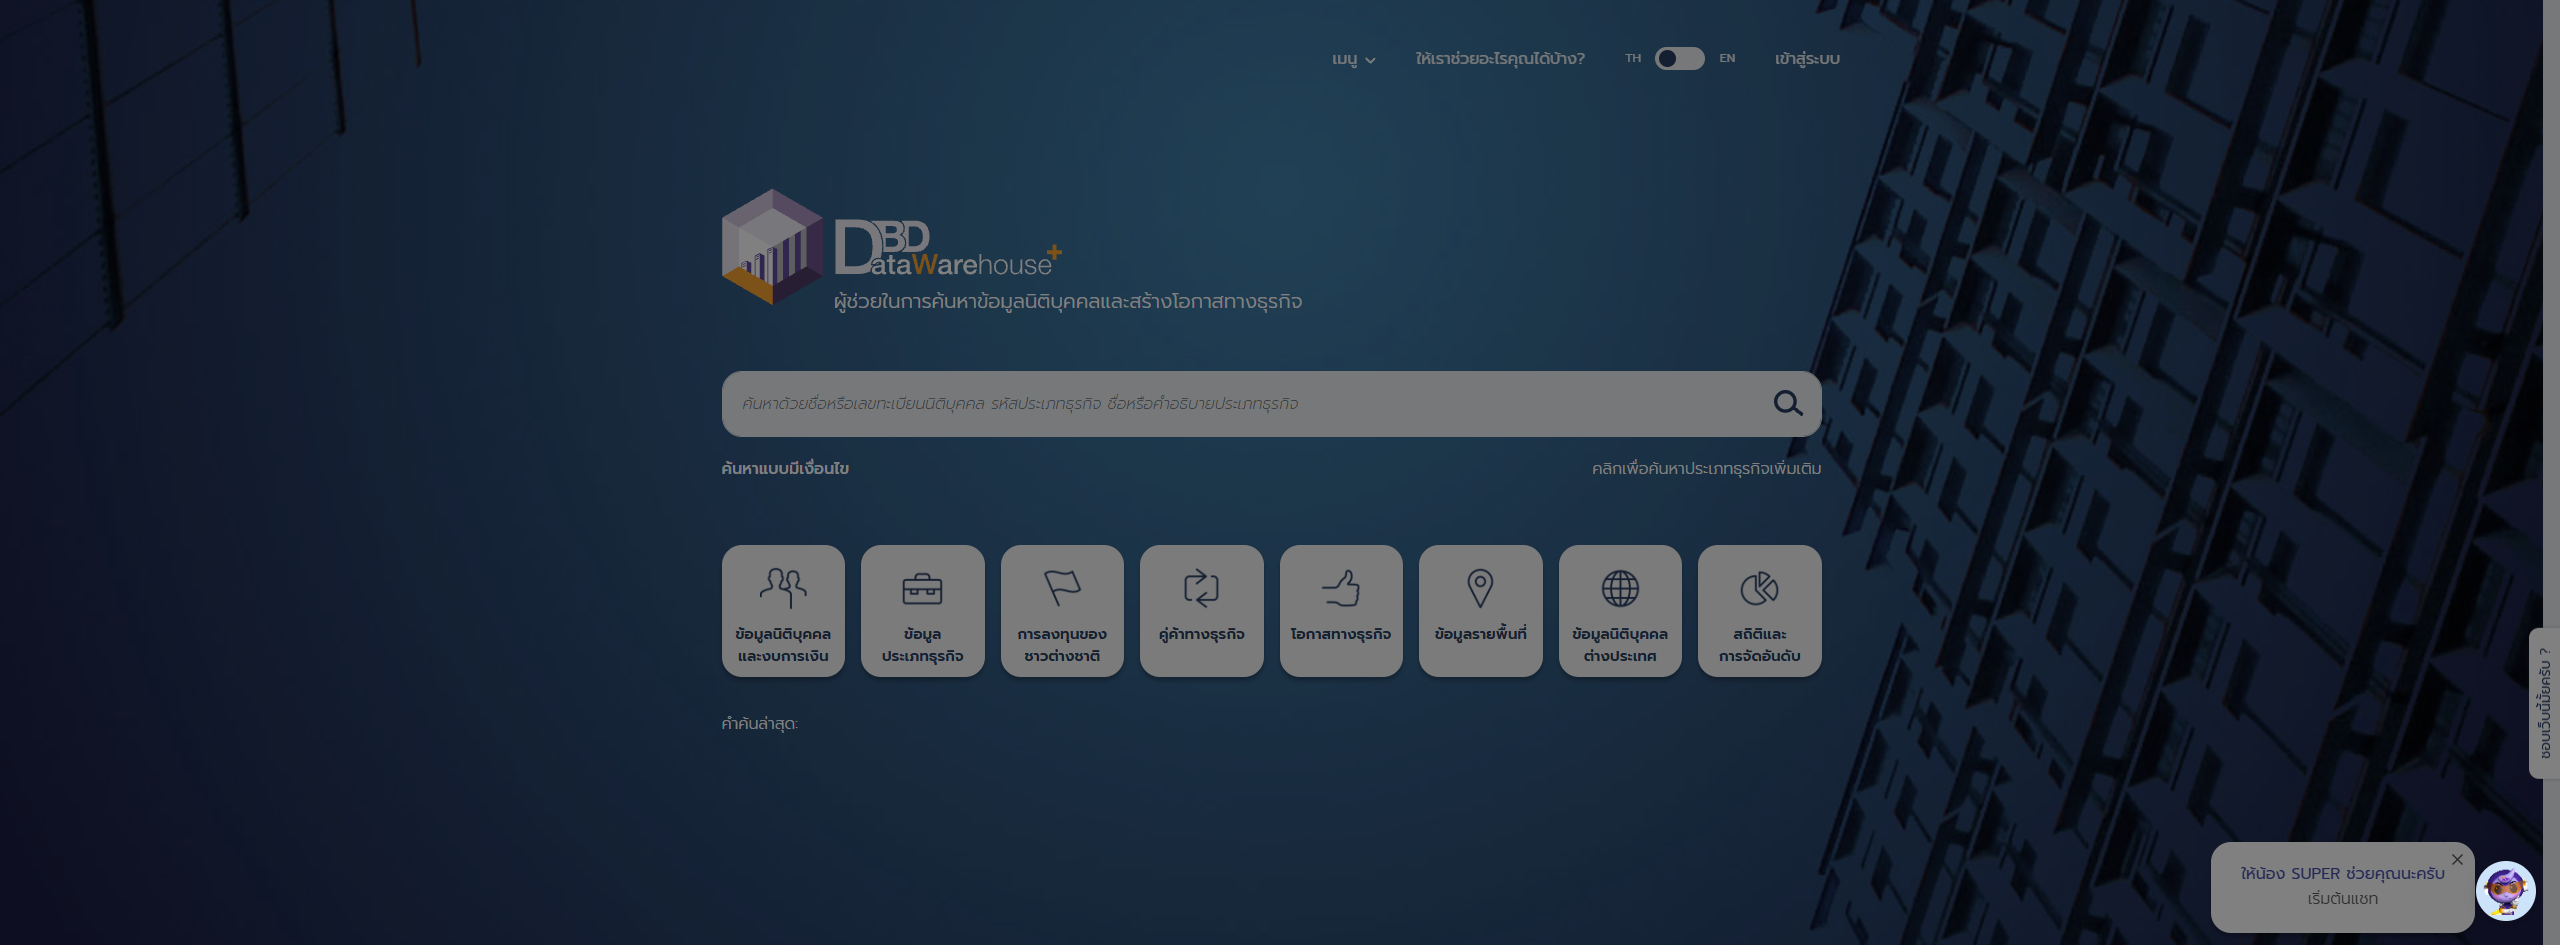 เมนู
ให้เราช่วยอะไรคุณได้บ้าง?
TH
EN
เข้าสู่ระบบ
DBD
DataWarehouse+
ผู้ช่วยในการค้นหาข้อมูลนิติบุคคลและสร้างโอกาสทางธุรกิจ
ค้นหาด้วยชื่อหรือเลขทะเบียนนิติบุคคล รหัสประเภทธุรกิจ ชื่อหรือคำอธิบายประเภทธุรกิจ
ค้นหาแบบมีเงื่อนไข
คลิกเพื่อค้นหาประเภทธุรกิจเพิ่มเติม
ข้อมูลนิติบุคคล
และงบการเงิน
ข้อมูล
ประเภทธุรกิจ
การลงทุนของ
ชาวต่างชาติ
คู่ค้าทางธุรกิจ
โอกาสทางธุรกิจ
ข้อมูลรายพื้นที่
ข้อมูลนิติบุคคล
ต่างประเทศ
สถิติและ
การจัดอันดับ
คำค้นล่าสุด:
ให้น้อง SUPER ช่วยคุณนะครับ
เริ่มต้นแชท